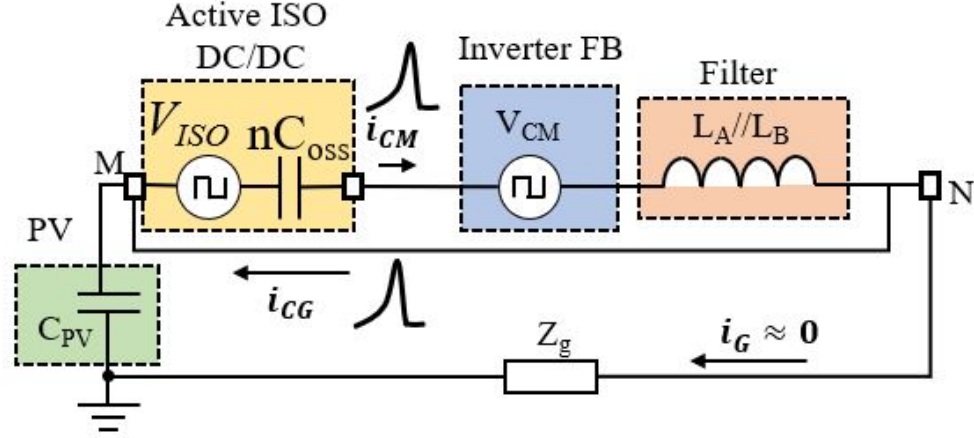 Active ISO
DC/DC
Inverter FB
Filter
V_ISO
nC_oss
i_CM
V_CM
L_A//L_B
M
N
PV
i_CG
C_PV
Z_g
i_G ≈ 0